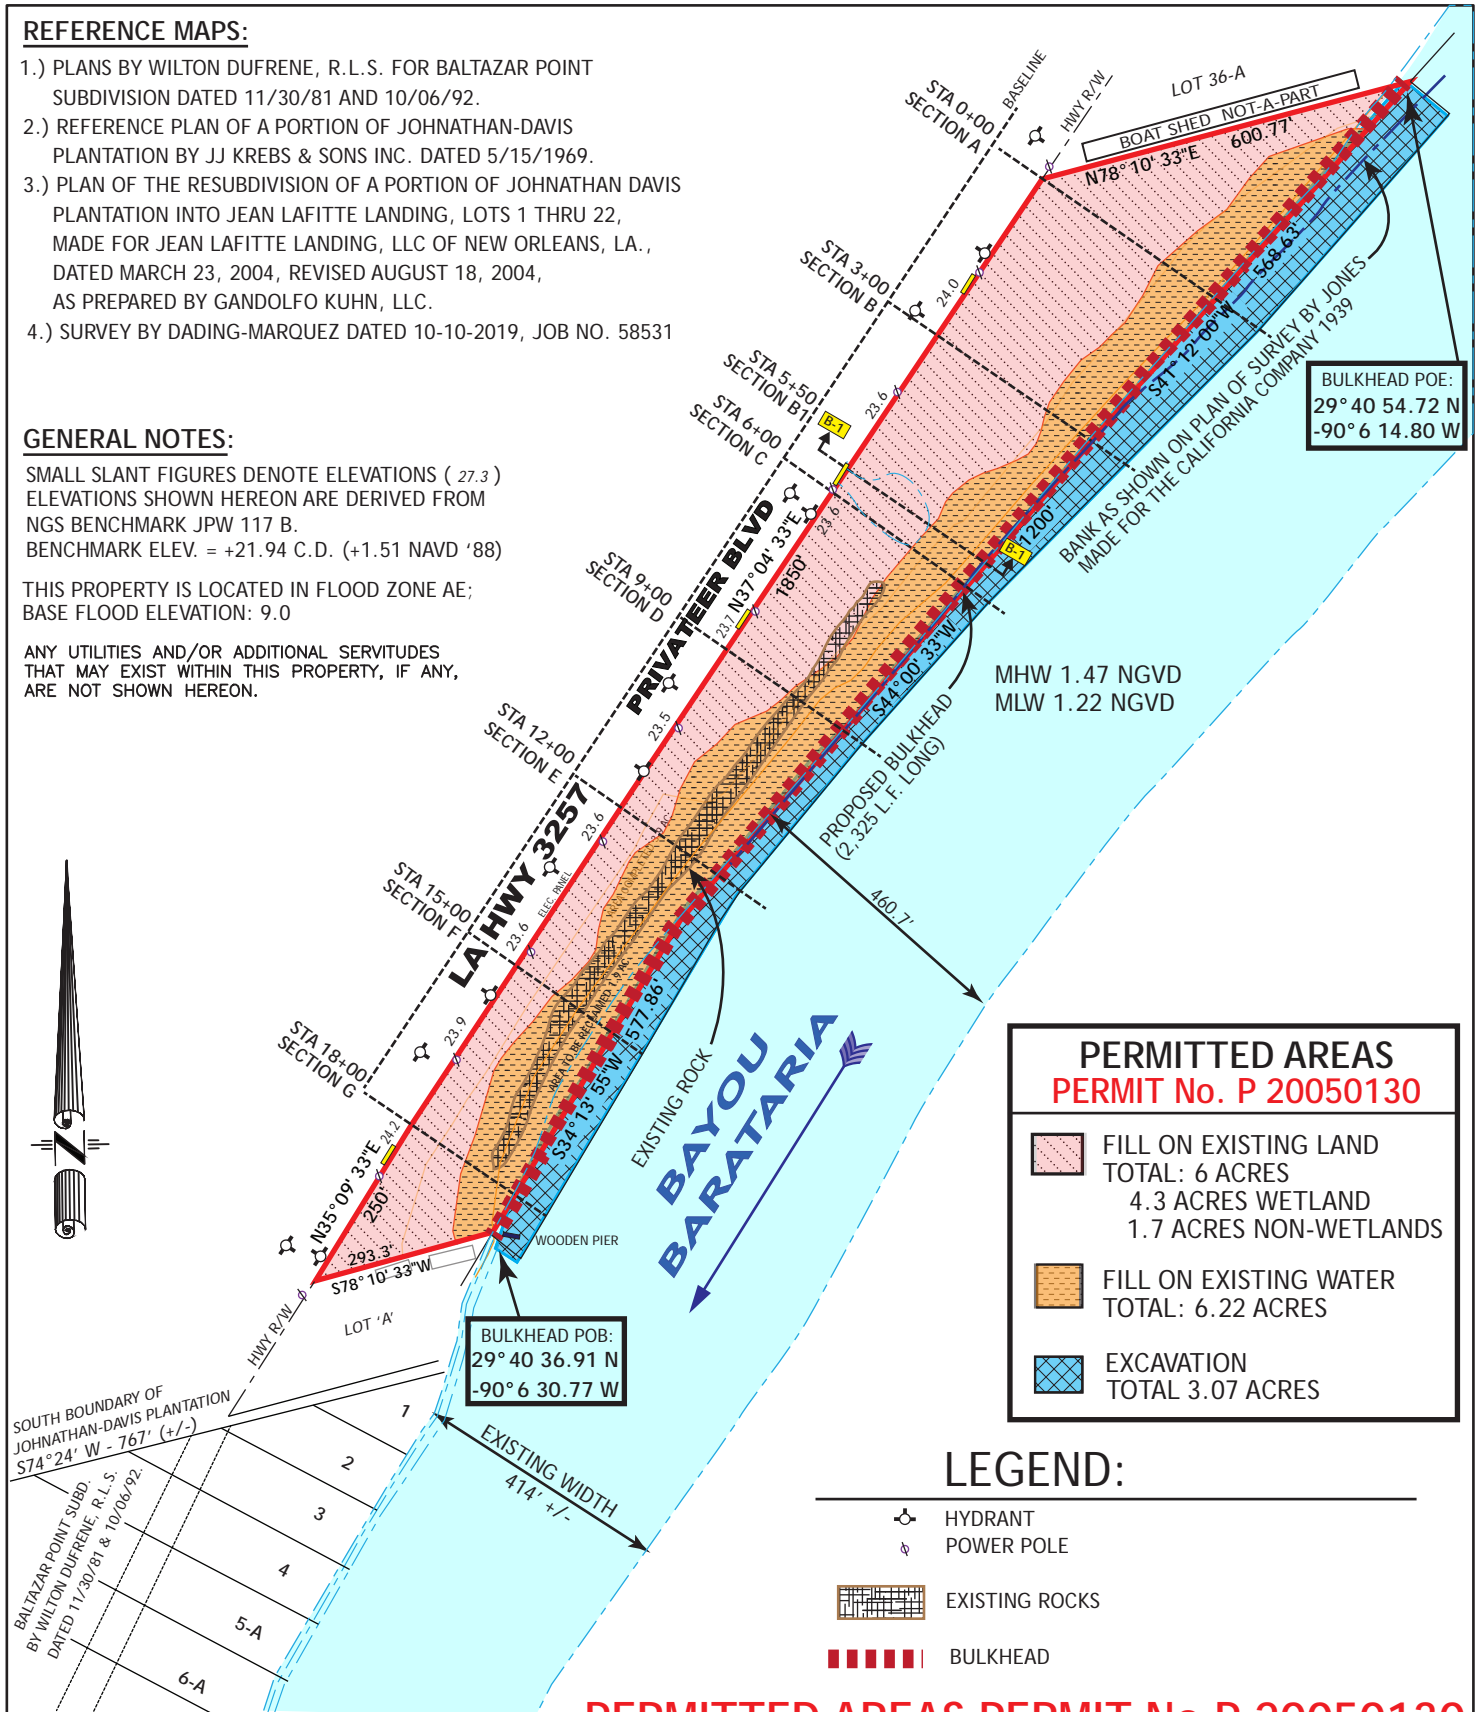 REFERENCE MAPS:
1.) PLANS BY WILTON DUFRENE, R.L.S. FOR BALTAZAR POINT
SUBDIVISION DATED 11/30/81 AND 10/06/92.
2.) REFERENCE PLAN OF A PORTION OF JOHNATHAN-DAVIS
PLANTATION BY JJ KREBS & SONS INC. DATED 5/15/1969.
3.) PLAN OF THE RESUBDIVISION OF A PORTION OF JOHNATHAN DAVIS
PLANTATION INTO JEAN LAFITTE LANDING, LOTS 1 THRU 22,
MADE FOR JEAN LAFITTE LANDING, LLC OF NEW ORLEANS, LA.,
DATED MARCH 23, 2004, REVISED AUGUST 18, 2004,
AS PREPARED BY GANDOLFO KUHN, LLC.
4.) SURVEY BY DADING-MARQUEZ DATED 10-10-2019, JOB NO. 58531
GENERAL NOTES:
SMALL SLANT FIGURES DENOTE ELEVATIONS ( 27.3 )
ELEVATIONS SHOWN HEREON ARE DERIVED FROM
NGS BENCHMARK JPW 117 B.
BENCHMARK ELEV. = +21.94 C.D. (+1.51 NAVD '88)
THIS PROPERTY IS LOCATED IN FLOOD ZONE AE;
BASE FLOOD ELEVATION: 9.0
ANY UTILITIES AND/OR ADDITIONAL SERVITUDES
THAT MAY EXIST WITHIN THIS PROPERTY, IF ANY,
ARE NOT SHOWN HEREON.
STA 0+00
SECTION A
BASELINE
HWY R/W
LOT 36-A
BOAT SHED NOT-A-PART
N78°10' 33"E 600.77'
STA 3+00
SECTION B
24.0
STA 5+50
SECTION B1
B-1
STA 6+00
SECTION C
23.6
23.6
568.63'
S41°12' 00"W
BANK AS SHOWN ON PLAN OF SURVEY BY JONES
MADE FOR THE CALIFORNIA COMPANY 1939
BULKHEAD POE:
29°40 54.72 N
-90°6 14.80 W
1200'
B-1
S44°00' 33"W
STA 9+00
SECTION D
PRIVATEER BLVD
N37°04' 33"E
1850'
23.7
23.5
MHW 1.47 NGVD
MLW 1.22 NGVD
PROPOSED BULKHEAD
(2,325 L.F. LONG)
STA 12+00
SECTION E
LA HWY 3257
23.6
ELEC. PANEL
460.7'
STA 15+00
SECTION F
23.6
23.9
AREA TO BE RECLAIMED 1.9 AC.
577.86'
S34°13' 55"W
EXISTING ROCK
BAYOU
BARATARIA
STA 18+00
SECTION G
24.2
N35°09' 33"E
250'
293.3'
S78°10' 33"W
WOODEN PIER
HWY R/W
LOT 'A'
BULKHEAD POB:
29°40 36.91 N
-90°6 30.77 W
SOUTH BOUNDARY OF
JOHNATHAN-DAVIS PLANTATION
S74°24' W - 767' (+/-)
BALTAZAR POINT SUBD.
BY WILTON DUFRENE, R.L.S.
DATED 11/30/81 & 10/06/92.
1
2
3
4
5-A
6-A
EXISTING WIDTH
414' +/-
N
PERMITTED AREAS
PERMIT No. P 20050130
FILL ON EXISTING LAND
TOTAL: 6 ACRES
4.3 ACRES WETLAND
1.7 ACRES NON-WETLANDS
FILL ON EXISTING WATER
TOTAL: 6.22 ACRES
EXCAVATION
TOTAL 3.07 ACRES
LEGEND:
HYDRANT
POWER POLE
EXISTING ROCKS
BULKHEAD
PERMITTED AREAS PERMIT No P 20050130